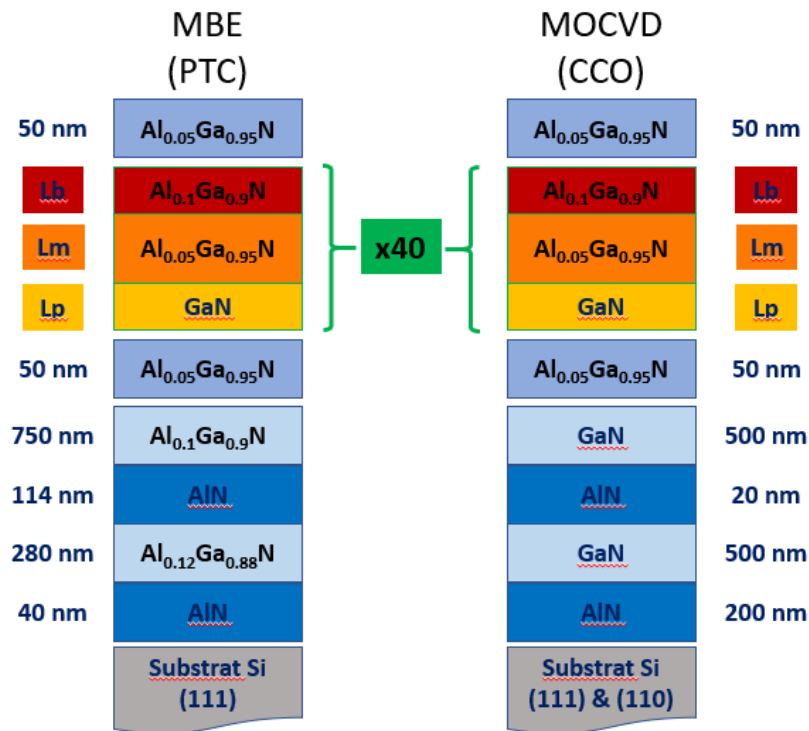 MBE
(PTC)
MOCVD
(CCO)
50 nm
Al0.05Ga0.95N
Al0.05Ga0.95N
50 nm
Lb
Al0.1Ga0.9N
Al0.1Ga0.9N
Lb
Lm
Al0.05Ga0.95N
x40
Al0.05Ga0.95N
Lm
Lp
GaN
GaN
Lp
50 nm
Al0.05Ga0.95N
Al0.05Ga0.95N
50 nm
750 nm
Al0.1Ga0.9N
GaN
500 nm
114 nm
AlN
AlN
20 nm
280 nm
Al0.12Ga0.88N
GaN
500 nm
40 nm
AlN
AlN
200 nm
Substrat Si
(111)
Substrat Si
(111) & (110)